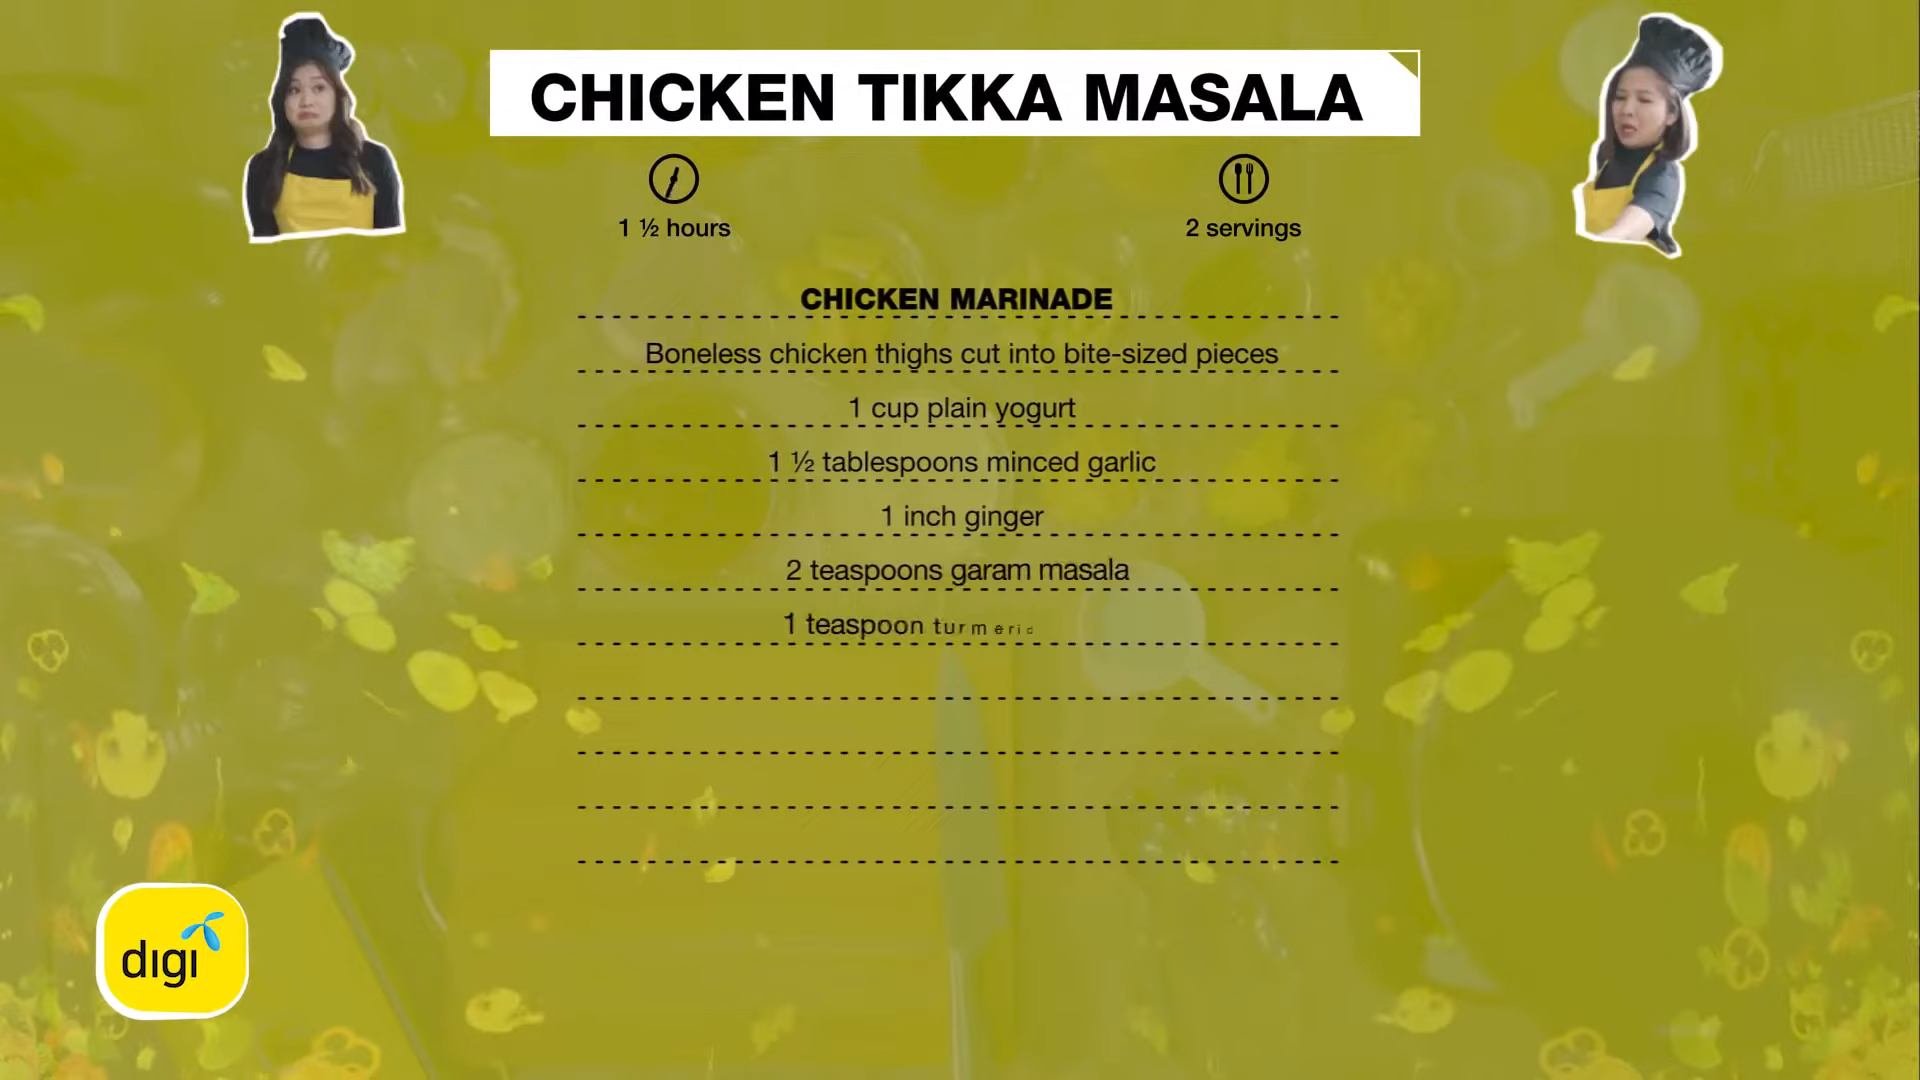 CHICKEN TIKKA MASALA
1 ½ hours
2 servings
CHICKEN MARINADE
Boneless chicken thighs cut into bite-sized pieces
1 cup plain yogurt
1 ½ tablespoons minced garlic
1 inch ginger
2 teaspoons garam masala
1 teaspoon turmeric
digi